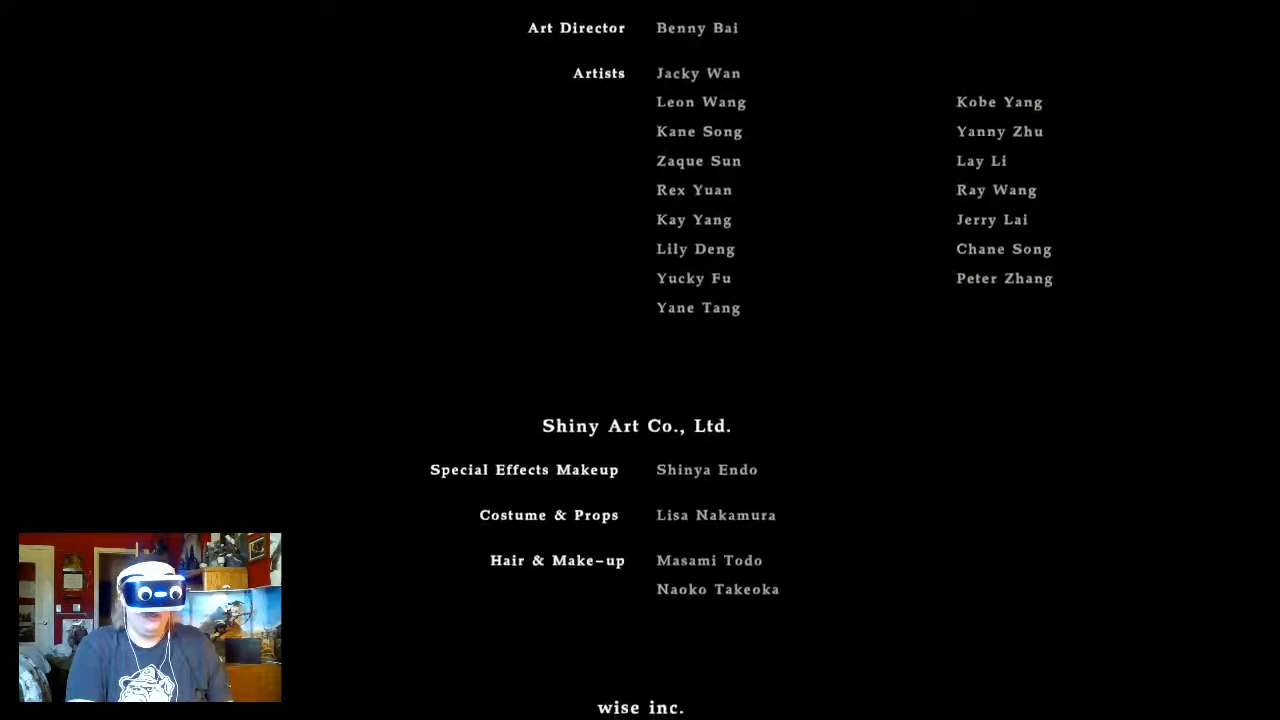 Art Director Benny Bai
Artists Jacky Wan
Leon Wang Kobe Yang
Kane Song Yanny Zhu
Zaque Sun Lay Li
Rex Yuan Ray Wang
Kay Yang Jerry Lai
Lily Deng Chane Song
Yucky Fu Peter Zhang
Yane Tang
Shiny Art Co., Ltd.
Special Effects Makeup Shinya Endo
Costume & Props Lisa Nakamura
Hair & Make-up Masami Todo
Naoko Takeoka
wise inc.